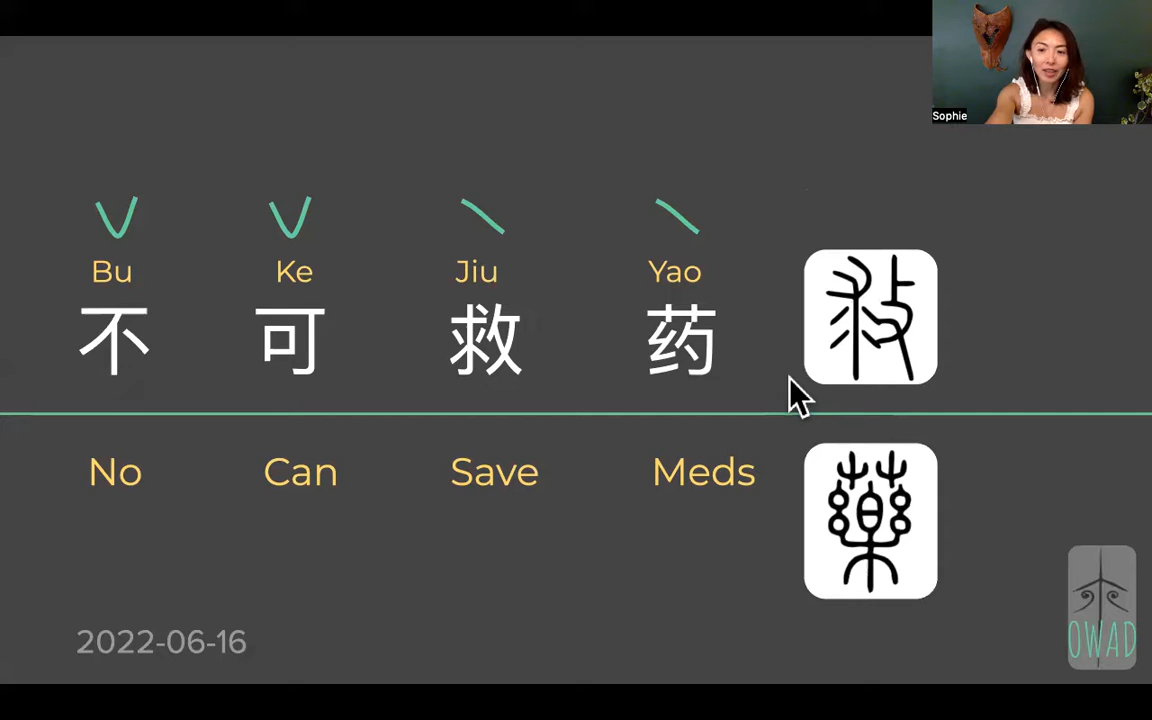 Sophie
Bu Ke Jiu Yao
不 可 救 药
No Can Save Meds
2022-06-16
OWAD